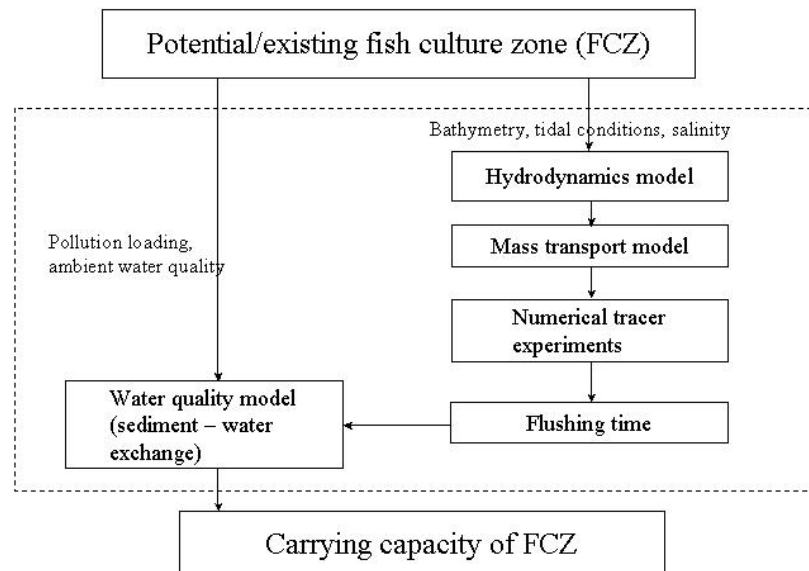 Potential/existing fish culture zone (FCZ)
Bathymetry, tidal conditions, salinity
Hydrodynamics model
Mass transport model
Pollution loading,
ambient water quality
Numerical tracer
experiments
Water quality model
(sediment – water
exchange)
Flushing time
Carrying capacity of FCZ